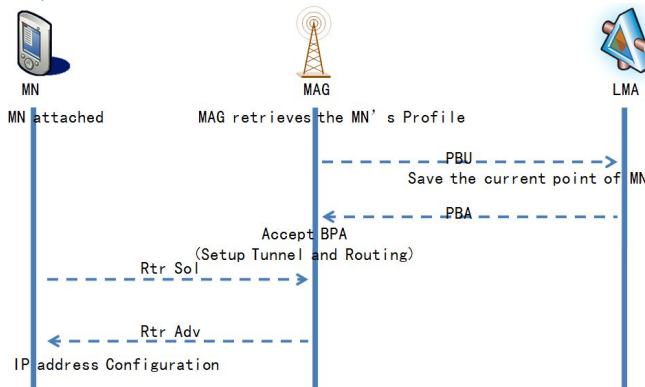 MN
MAG
LMA
MN attached
MAG retrieves the MN's Profile
PBU
Save the current point of MN
PBA
Accept BPA
(Setup Tunnel and Routing)
Rtr Sol
Rtr Adv
IP address Configuration